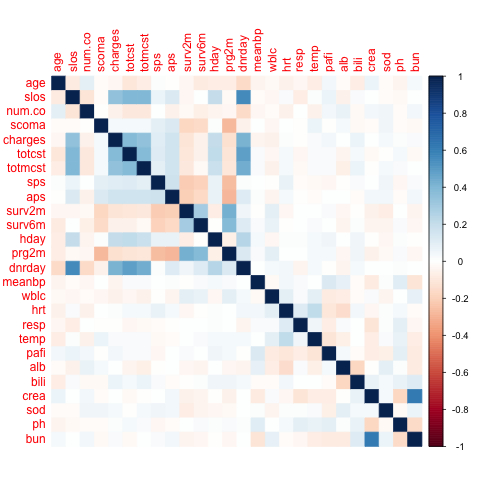 age slos num.co scoma charges totcst totmcst sps aps surv2m surv6m hday prg2m dnrday meanbp wblc hrt resp temp pafi alb bili crea sod ph bun
age
slos
num.co
scoma
charges
totcst
totmcst
sps
aps
surv2m
surv6m
hday
prg2m
dnrday
meanbp
wblc
hrt
resp
temp
pafi
alb
bili
crea
sod
ph
bun
1
0.8
0.6
0.4
0.2
0
-0.2
-0.4
-0.6
-0.8
-1